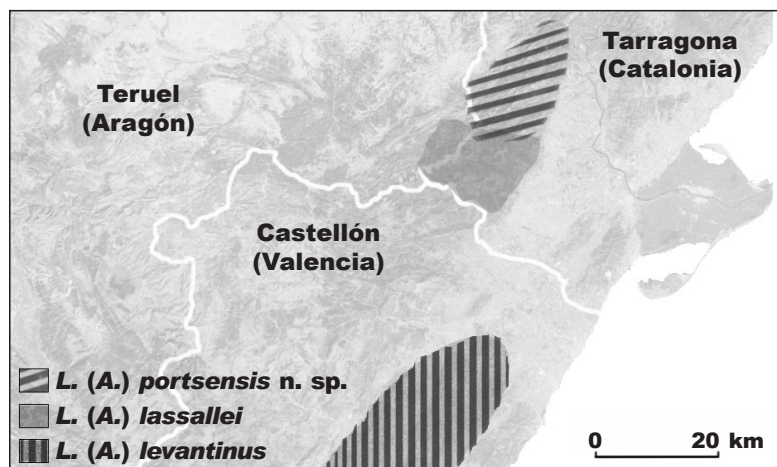 Teruel
(Aragón)
Tarragona
(Catalonia)
Castellón
(Valencia)
L. (A.) portsensis n. sp.
L. (A.) lassallei
L. (A.) levantinus
0 20 km